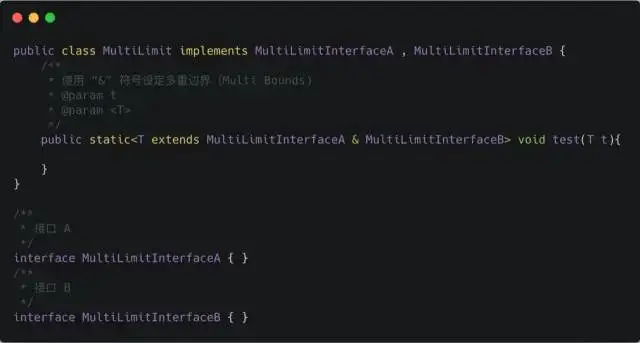 public class MultiLimit implements MultiLimitInterfaceA , MultiLimitInterfaceB {
/**
* 使用 "&" 符号设定多重边界（Multi Bounds)
* @param t
* @param <T>
*/
public static<T extends MultiLimitInterfaceA & MultiLimitInterfaceB> void test(T t){
}
}
/**
* 接口 A
*/
interface MultiLimitInterfaceA { }
/**
* 接口 B
*/
interface MultiLimitInterfaceB { }